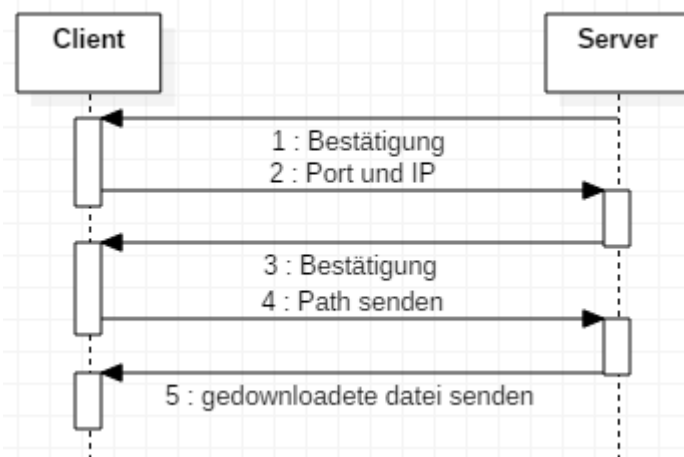 Client
Server
1 : Bestätigung
2 : Port und IP
3 : Bestätigung
4 : Path senden
5 : gedownloadete datei senden